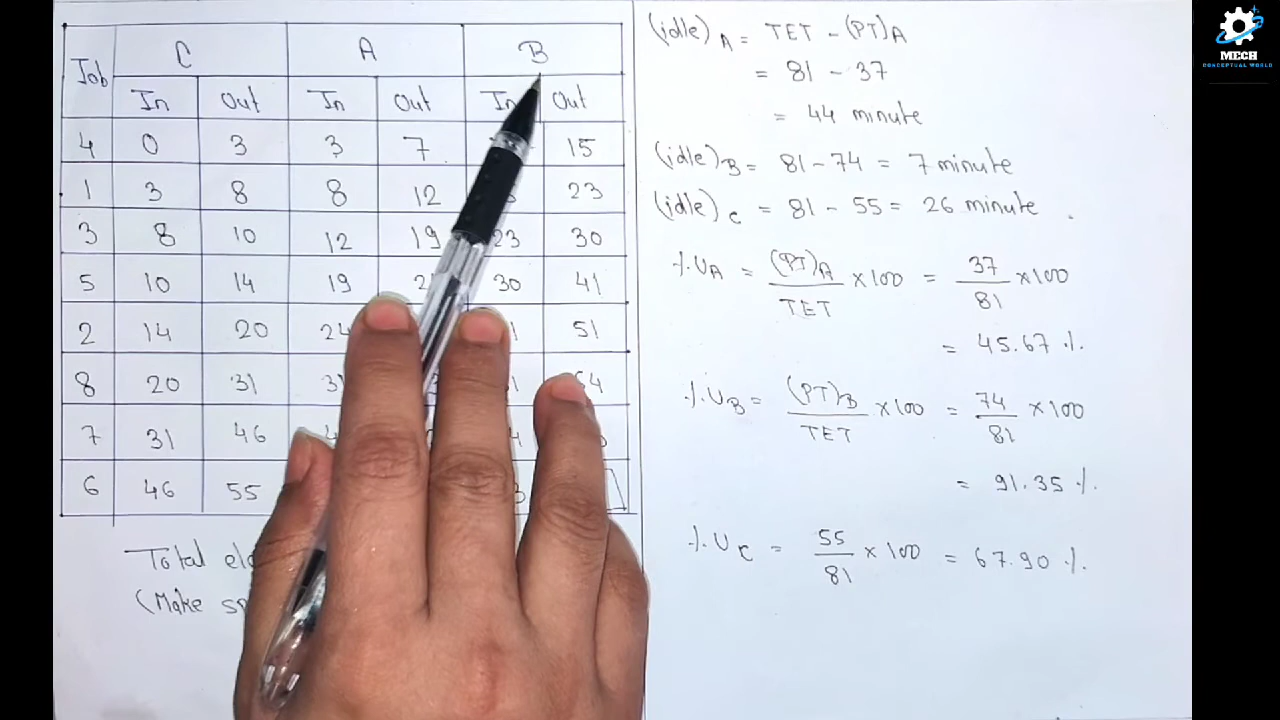 Job C A B
In Out In Out In Out
4 0 3 3 7 15
1 3 8 8 12 23
3 8 10 12 19 23 30
5 10 14 19 30 41
2 14 20 24 51
8 20 31
7 31 46
6 46 55
Total
(Make
(idle)A = TET - (PT)A
= 81 - 37
= 44 minute
(idle)B = 81 - 74 = 7 minute
(idle)C = 81 - 55 = 26 minute .
%UA = (PT)A / TET × 100 = 37 / 81 × 100
= 45.67 %.
%UB = (PT)B / TET × 100 = 74 / 81 × 100
= 91.35 %.
%UC = 55 / 81 × 100 = 67.90 %.
MECH
CONCEPTUAL WORLD